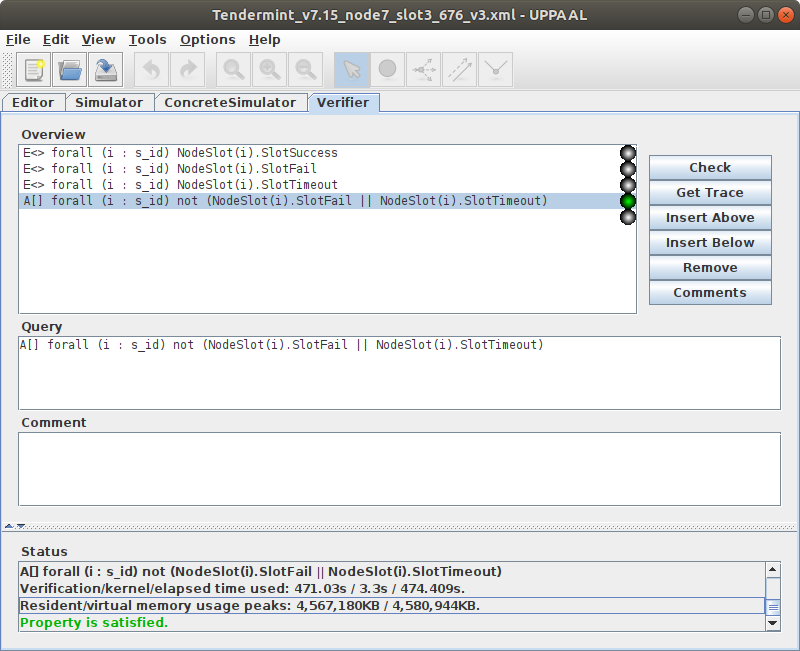 Tendermint_v7.15_node7_slot3_676_v3.xml - UPPAAL
File Edit View Tools Options Help
Editor Simulator ConcreteSimulator Verifier
Overview
E<> forall (i : s_id) NodeSlot(i).SlotSuccess
E<> forall (i : s_id) NodeSlot(i).SlotFail
E<> forall (i : s_id) NodeSlot(i).SlotTimeout
A[] forall (i : s_id) not (NodeSlot(i).SlotFail || NodeSlot(i).SlotTimeout)
Check
Get Trace
Insert Above
Insert Below
Remove
Comments
Query
A[] forall (i : s_id) not (NodeSlot(i).SlotFail || NodeSlot(i).SlotTimeout)
Comment
Status
A[] forall (i : s_id) not (NodeSlot(i).SlotFail || NodeSlot(i).SlotTimeout)
Verification/kernel/elapsed time used: 471.03s / 3.3s / 474.409s.
Resident/virtual memory usage peaks: 4,567,180KB / 4,580,944KB.
Property is satisfied.